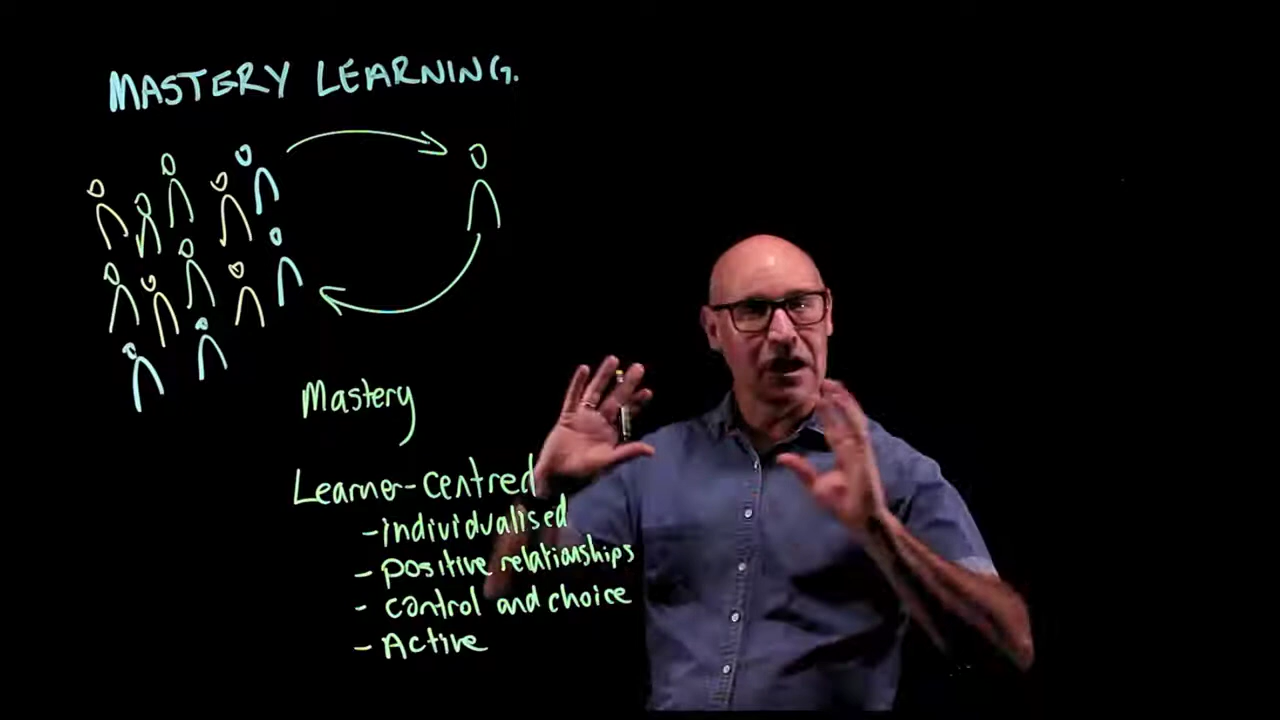 MASTERY LEARNING.
Mastery
Learner-centred
- individualised
- positive relationships
- control and choice
- Active